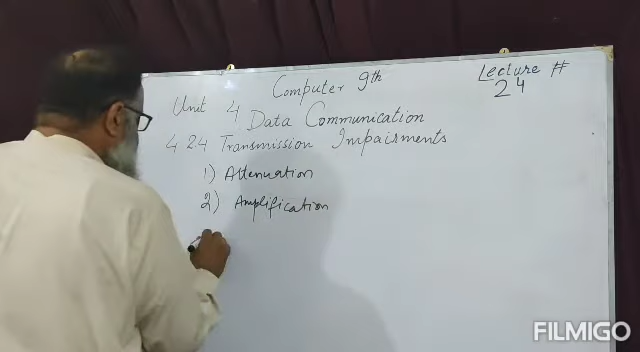 Computer 9th
Lecture #
24
Unit 4 Data Communication
4 24 Transmission Impairments
1) Attenuation
2) Amplification
FILMIGO